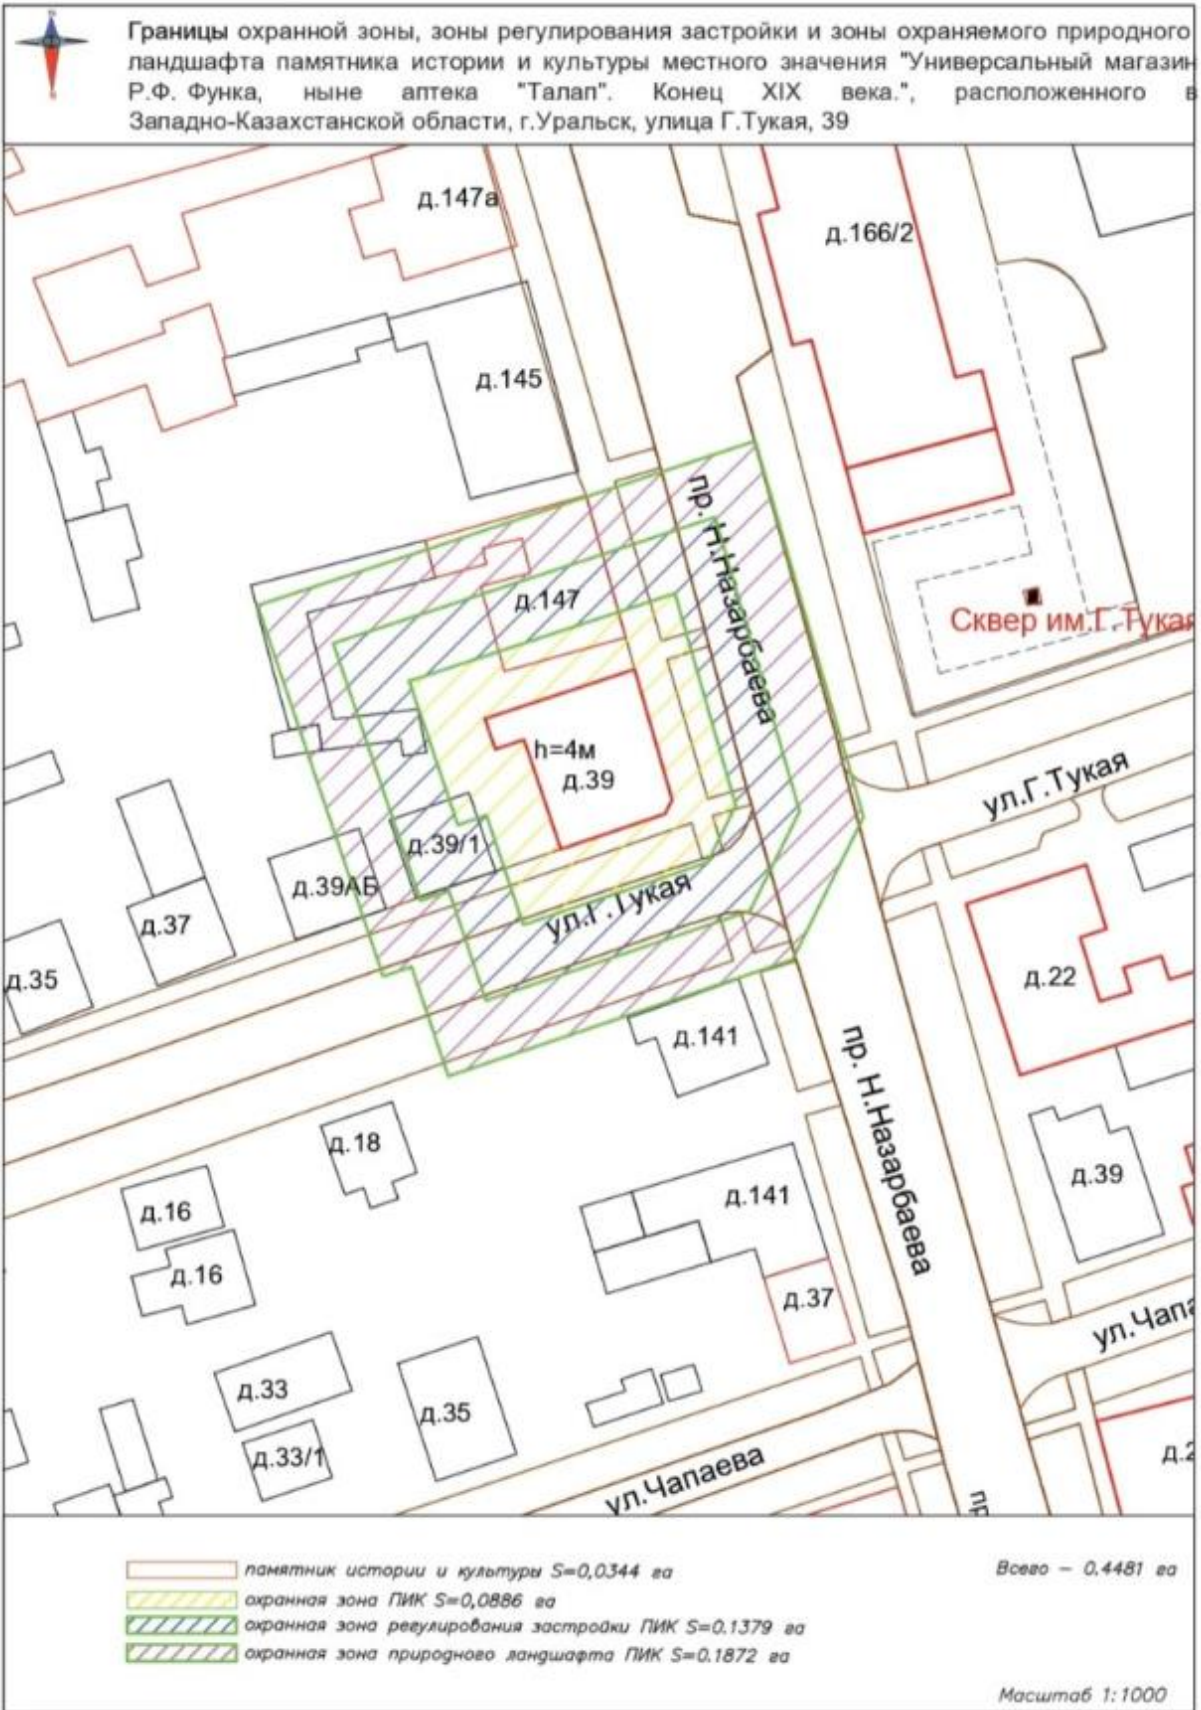 Границы охранной зоны, зоны регулирования застройки и зоны охраняемого природного
ландшафта памятника истории и культуры местного значения "Универсальный магазин
Р.Ф. Функа, ныне аптека "Талап". Конец XIX века.", расположенного в
Западно-Казахстанской области, г.Уральск, улица Г.Тукая, 39
д.147а
д.166/2
д.145
пр. Н.Назарбаева
д.147
Сквер им.Г.Тукая
h=4м
д.39
ул.Г.Тукая
д.39/1
д.39АБ
ул.Г.Тукая
д.37
д.35
д.22
д.141
пр. Н.Назарбаева
д.18
д.39
д.141
д.16
д.16
д.37
ул.Чапа
д.33
д.35
д.33/1
д.2
ул.Чапаева
пр
памятник истории и культуры S=0,0344 га
Всего – 0.4481 га
охранная зона ПИК S=0,0886 га
охранная зона регулирования застройки ПИК S=0.1379 га
охранная зона природного ландшафта ПИК S=0.1872 га
Масштаб 1:1000